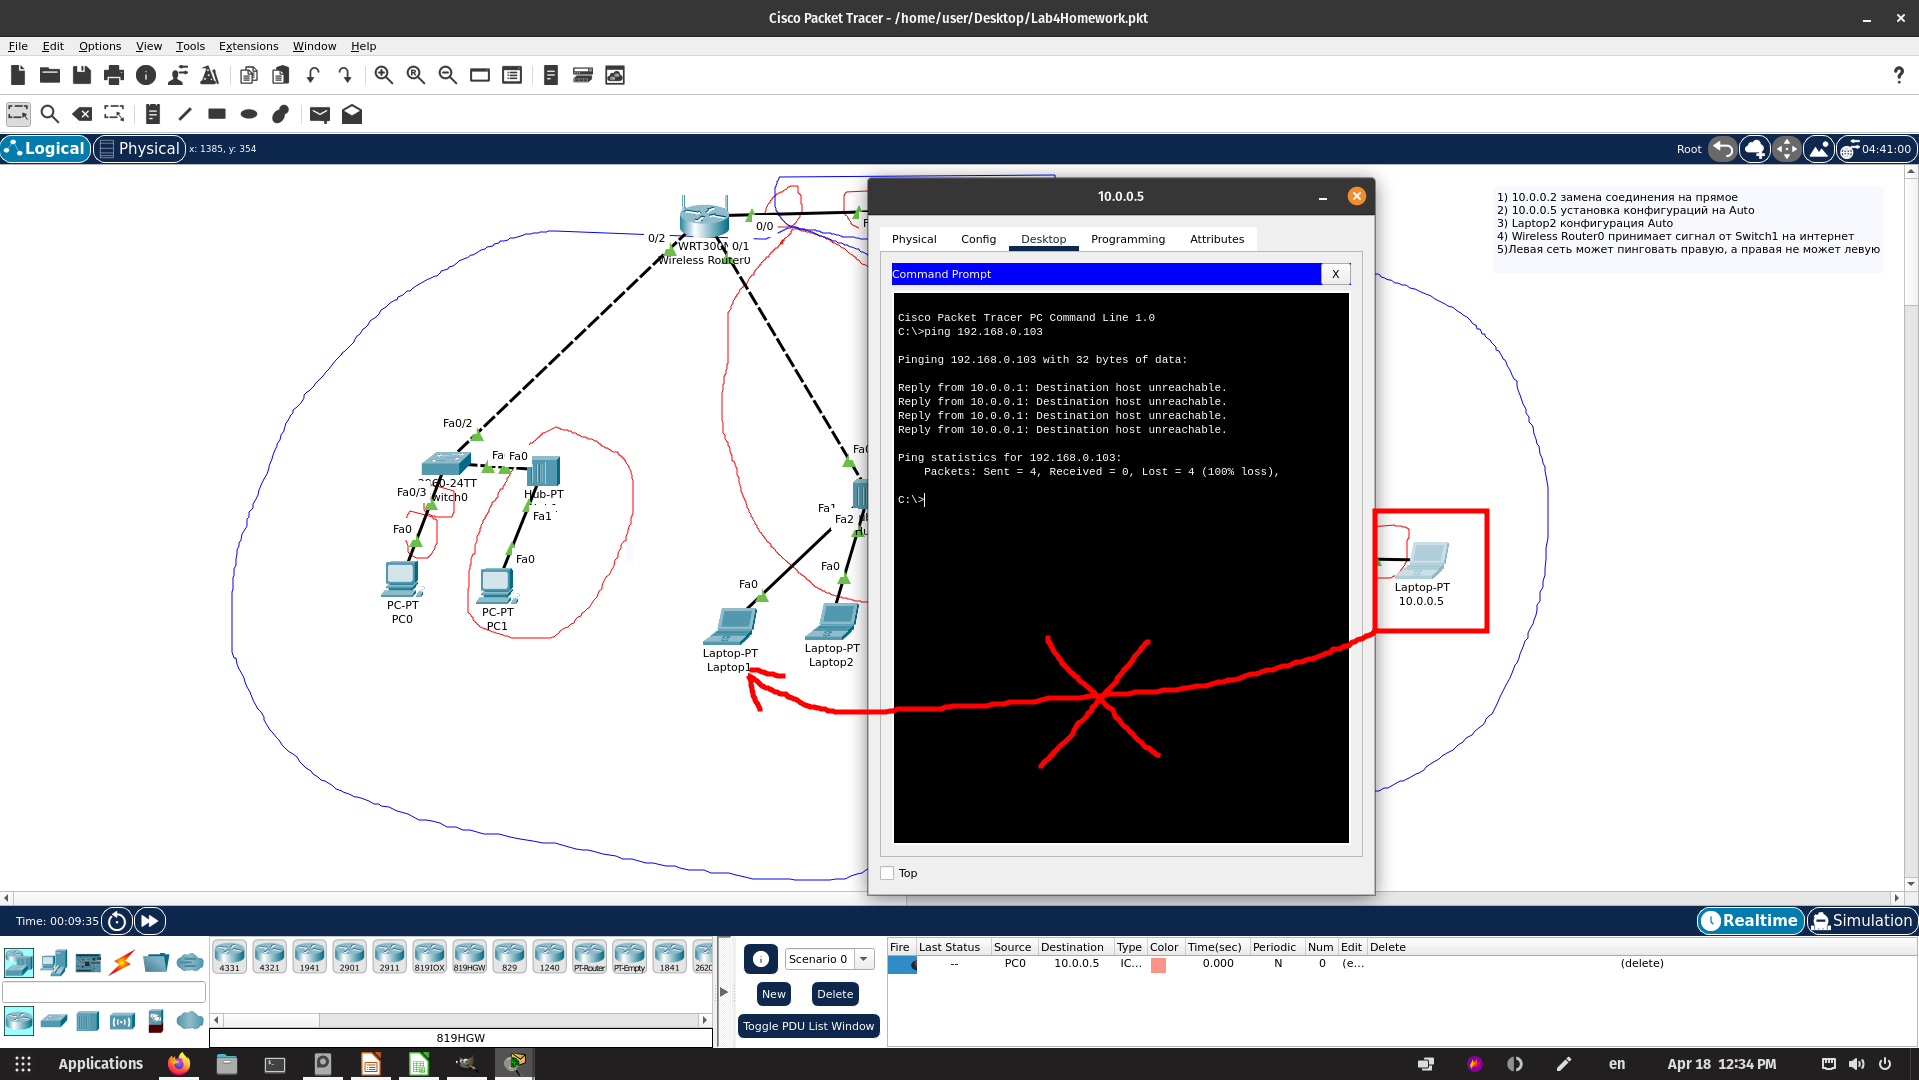 Cisco Packet Tracer - /home/user/Desktop/Lab4Homework.pkt
File Edit Options View Tools Extensions Window Help
Logical Physical x: 1385, y: 354 Root 04:41:00
1) 10.0.0.2 замена соединения на прямое
2) 10.0.0.5 установка конфигураций на Auto
3) Laptop2 конфигурация Auto
4) Wireless Router0 принимает сигнал от Switch1 на интернет
5)Левая сеть может пинговать правую, а правая не может левую
0/0
0/2
WRT300 0/1
Wireless Router0
Fa0/2
Fa Fa0
60-24TT
witch0
Fa0/3
Hub-PT
Fa1
Fa0
Fa0
PC-PT
PC0
PC-PT
PC1
Fa2
Fa0
Fa0
Laptop-PT
Laptop1
Laptop-PT
Laptop2
10.0.0.5
Physical Config Desktop Programming Attributes
Command Prompt X
Cisco Packet Tracer PC Command Line 1.0
C:\>ping 192.168.0.103
Pinging 192.168.0.103 with 32 bytes of data:
Reply from 10.0.0.1: Destination host unreachable.
Reply from 10.0.0.1: Destination host unreachable.
Reply from 10.0.0.1: Destination host unreachable.
Reply from 10.0.0.1: Destination host unreachable.
Ping statistics for 192.168.0.103:
Packets: Sent = 4, Received = 0, Lost = 4 (100% loss),
C:\>
Top
Laptop-PT
10.0.0.5
Time: 00:09:35 Realtime Simulation
4331 4321 1941 2901 2911 819IOX 819HGW 829 1240 PT-Router PT-Empty 1841 2620
819HGW
Scenario 0
New Delete
Toggle PDU List Window
Fire Last Status Source Destination Type Color Time(sec) Periodic Num Edit Delete
-- PC0 10.0.0.5 IC... 0.000 N 0 (e... (delete)
Applications en Apr 18 12:34 PM